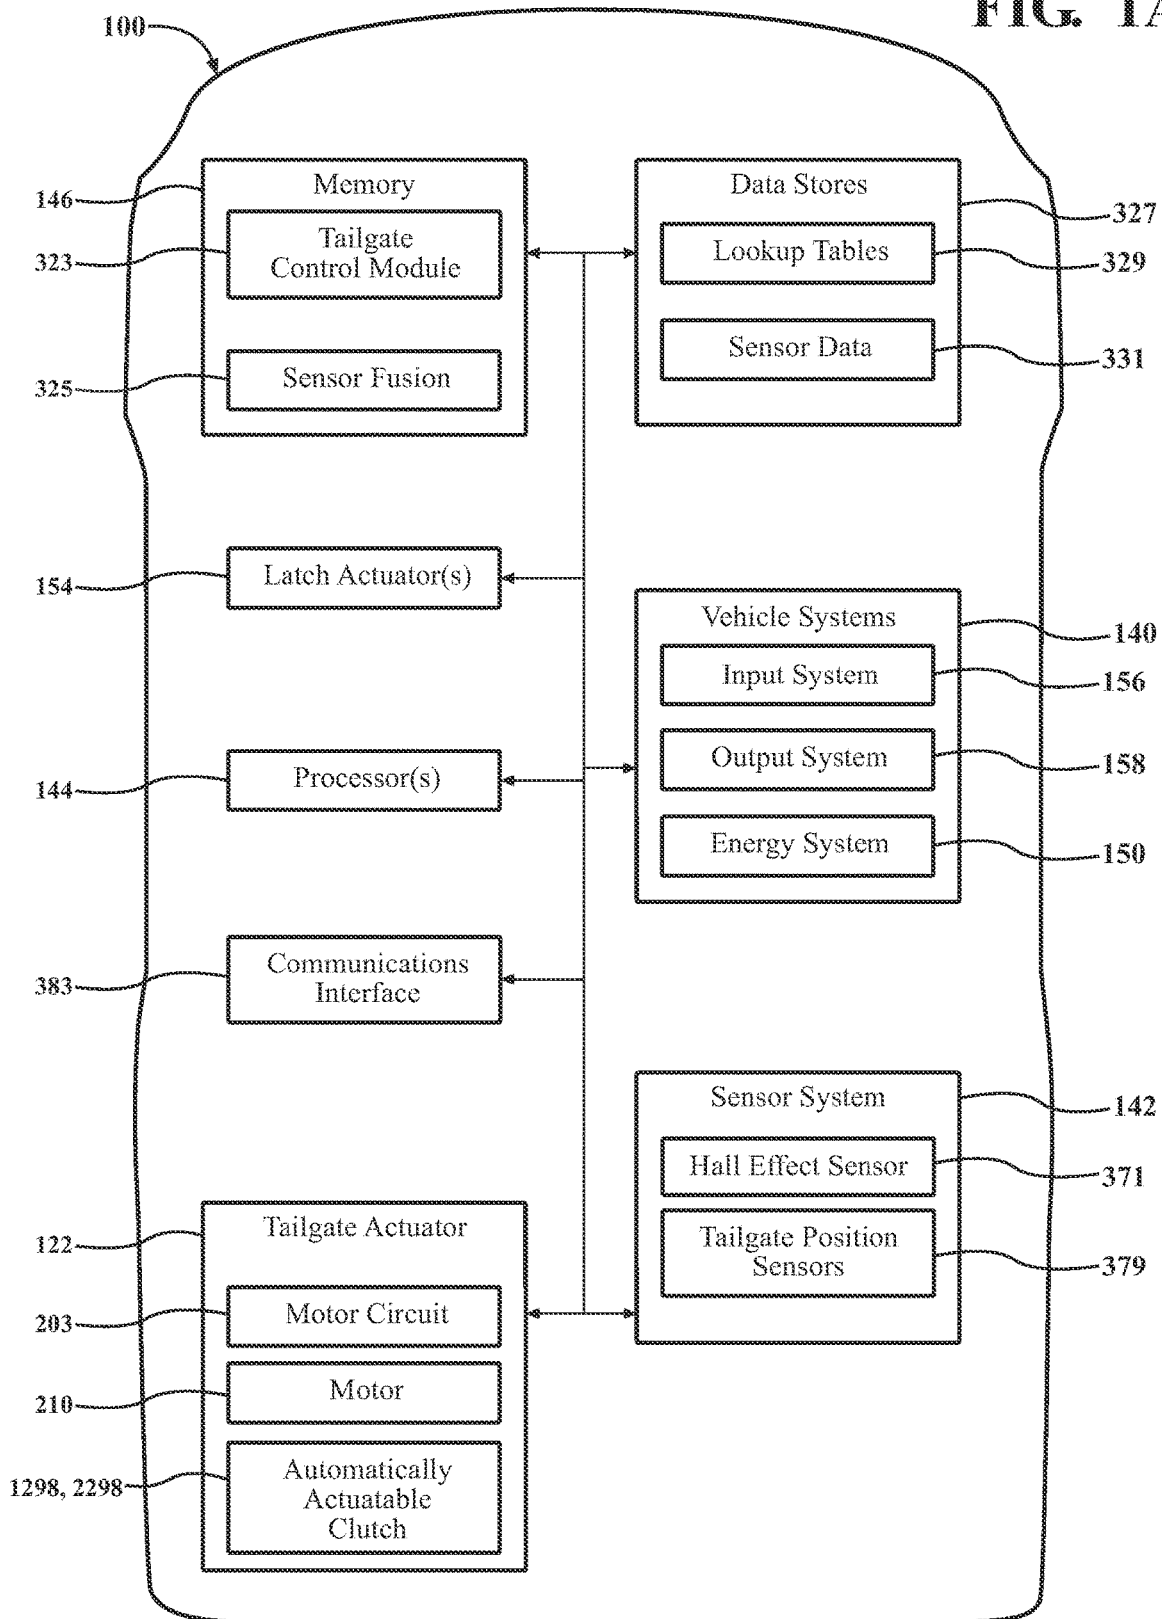 FIG. 1A
100
Memory
146
Tailgate
Control Module
323
Sensor Fusion
325
Data Stores
327
Lookup Tables
329
Sensor Data
331
Latch Actuator(s)
154
Vehicle Systems
140
Input System
156
Output System
158
Energy System
150
Processor(s)
144
Communications
Interface
383
Sensor System
142
Hall Effect Sensor
371
Tailgate Position
Sensors
379
Tailgate Actuator
122
Motor Circuit
203
Motor
210
Automatically
Actuatable
Clutch
1298, 2298